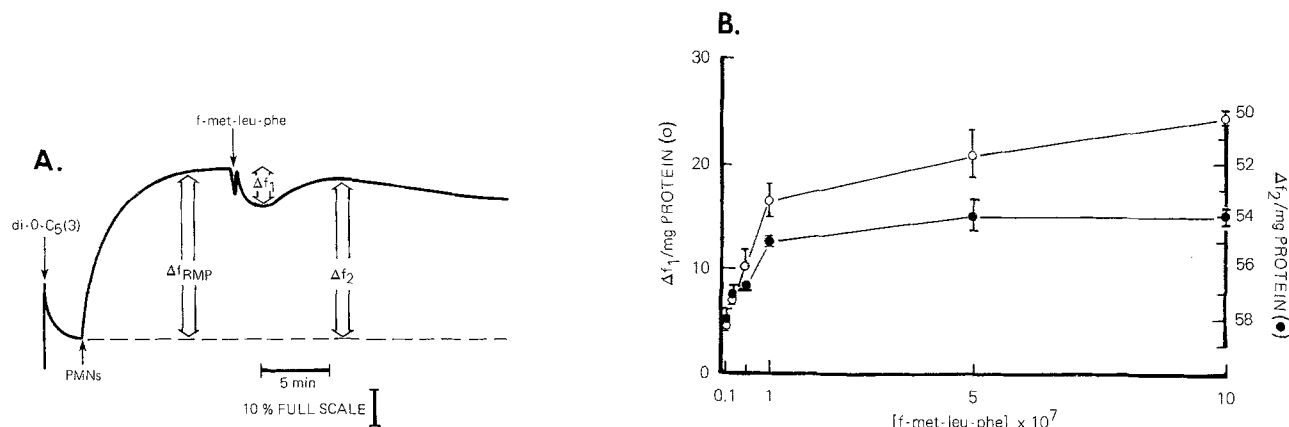 A.
di-O-C5(3)
PMNs
ΔfRMP
f-met-leu-phe
Δf1
Δf2
5 min
10 % FULL SCALE
B.
Δf1/mg PROTEIN (o)
30
20
10
0
0.1
1
5
10
[f-met-leu-phe] x 10^7
50
52
54
56
58
Δf2/mg PROTEIN (●)